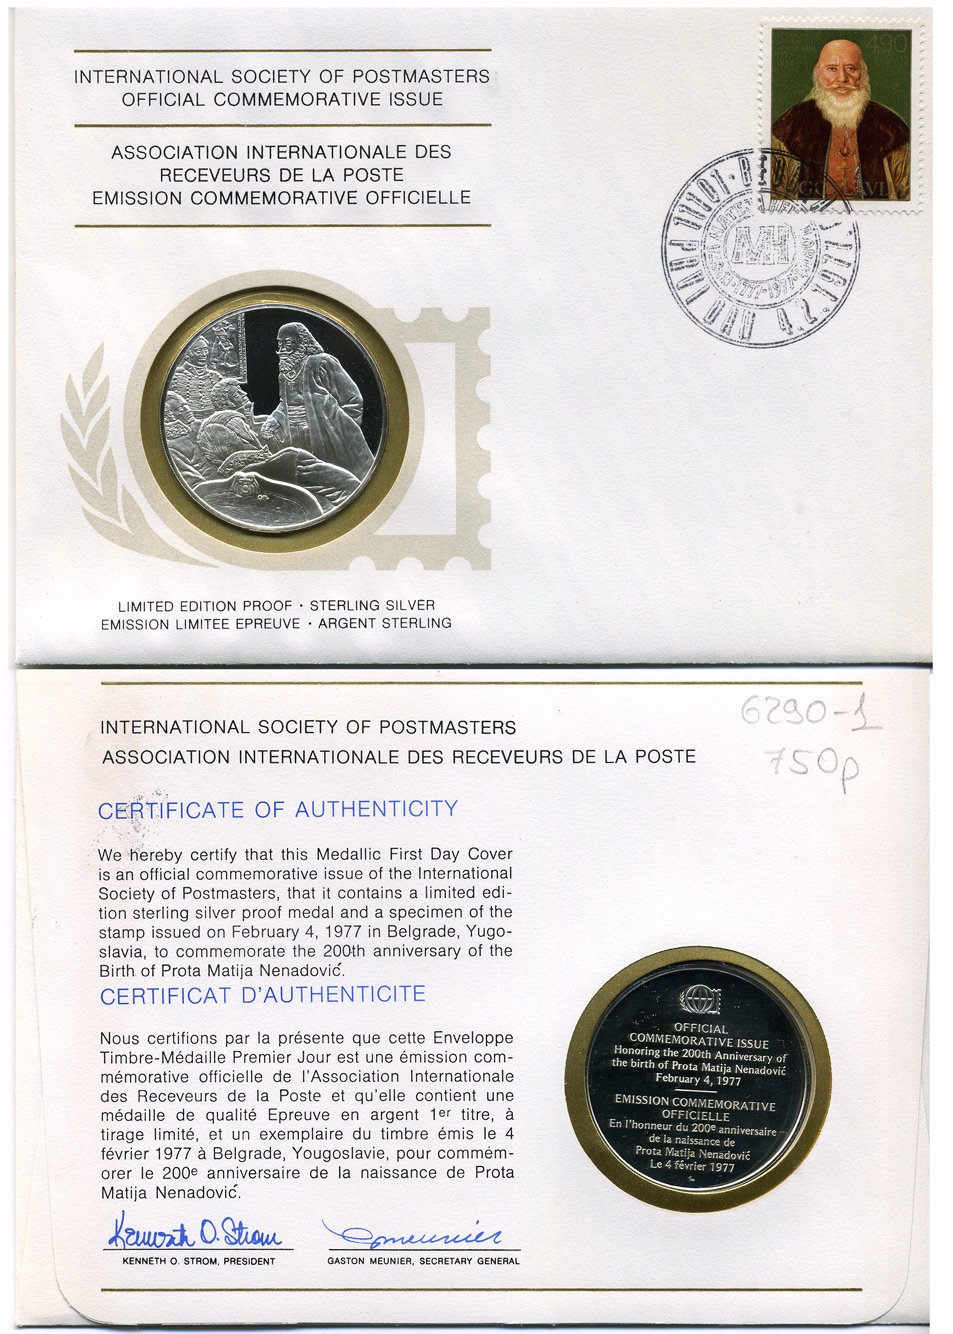 INTERNATIONAL SOCIETY OF POSTMASTERS
OFFICIAL COMMEMORATIVE ISSUE
ASSOCIATION INTERNATIONALE DES
RECEVEURS DE LA POSTE
EMISSION COMMEMORATIVE OFFICIELLE
490
LIMITED EDITION PROOF · STERLING SILVER
EMISSION LIMITEE EPREUVE · ARGENT STERLING
INTERNATIONAL SOCIETY OF POSTMASTERS
ASSOCIATION INTERNATIONALE DES RECEVEURS DE LA POSTE
6290-1
750p
CERTIFICATE OF AUTHENTICITY
We hereby certify that this Medallic First Day Cover
is an official commemorative issue of the International
Society of Postmasters, that it contains a limited edi-
tion sterling silver proof medal and a specimen of the
stamp issued on February 4, 1977 in Belgrade, Yugo-
slavia, to commemorate the 200th anniversary of the
Birth of Prota Matija Nenadović.
CERTIFICAT D'AUTHENTICITE
Nous certifions par la présente que cette Enveloppe
Timbre-Médaille Premier Jour est une émission com-
mémorative officielle de l'Association Internationale
des Receveurs de la Poste et qu'elle contient une
médaille de qualité Epreuve en argent 1er titre, à
tirage limité, et un exemplaire du timbre émis le 4
février 1977 à Belgrade, Yougoslavie, pour commém-
orer le 200e anniversaire de la naissance de Prota
Matija Nenadović.
OFFICIAL
COMMEMORATIVE ISSUE
Honoring the 200th Anniversary of
the birth of Prota Matija Nenadović
February 4, 1977
EMISSION COMMEMORATIVE
OFFICIELLE
En l'honneur du 200e anniversaire
de la naissance de
Prota Matija Nenadović
Le 4 février 1977
Kenneth O. Strom
G Meunier
KENNETH O. STROM, PRESIDENT
GASTON MEUNIER, SECRETARY GENERAL